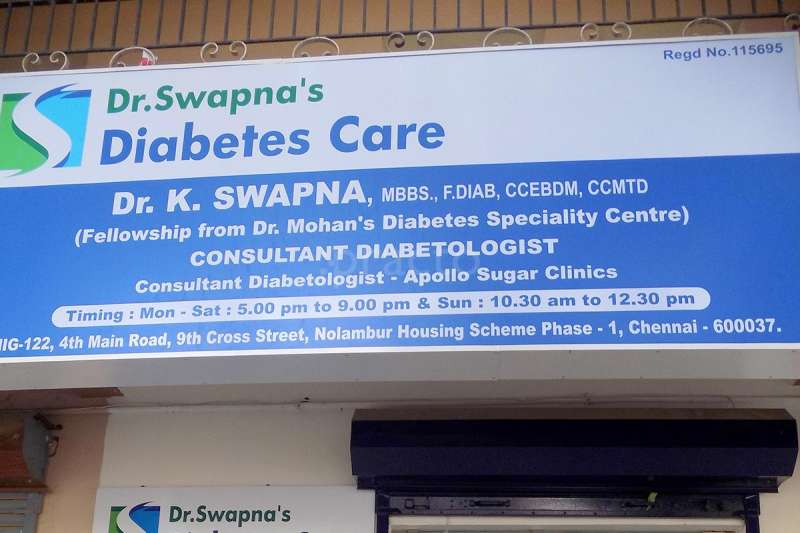 Regd No.115695
Dr.Swapna's
Diabetes Care
Dr. K. SWAPNA, MBBS., F.DIAB, CCEBDM, CCMTD
(Fellowship from Dr. Mohan's Diabetes Speciality Centre)
CONSULTANT DIABETOLOGIST
Consultant Diabetologist - Apollo Sugar Clinics
Timing : Mon - Sat : 5.00 pm to 9.00 pm & Sun : 10.30 am to 12.30 pm
MIG-122, 4th Main Road, 9th Cross Street, Nolambur Housing Scheme Phase - 1, Chennai - 600037.
Dr.Swapna's
Diabetes Care